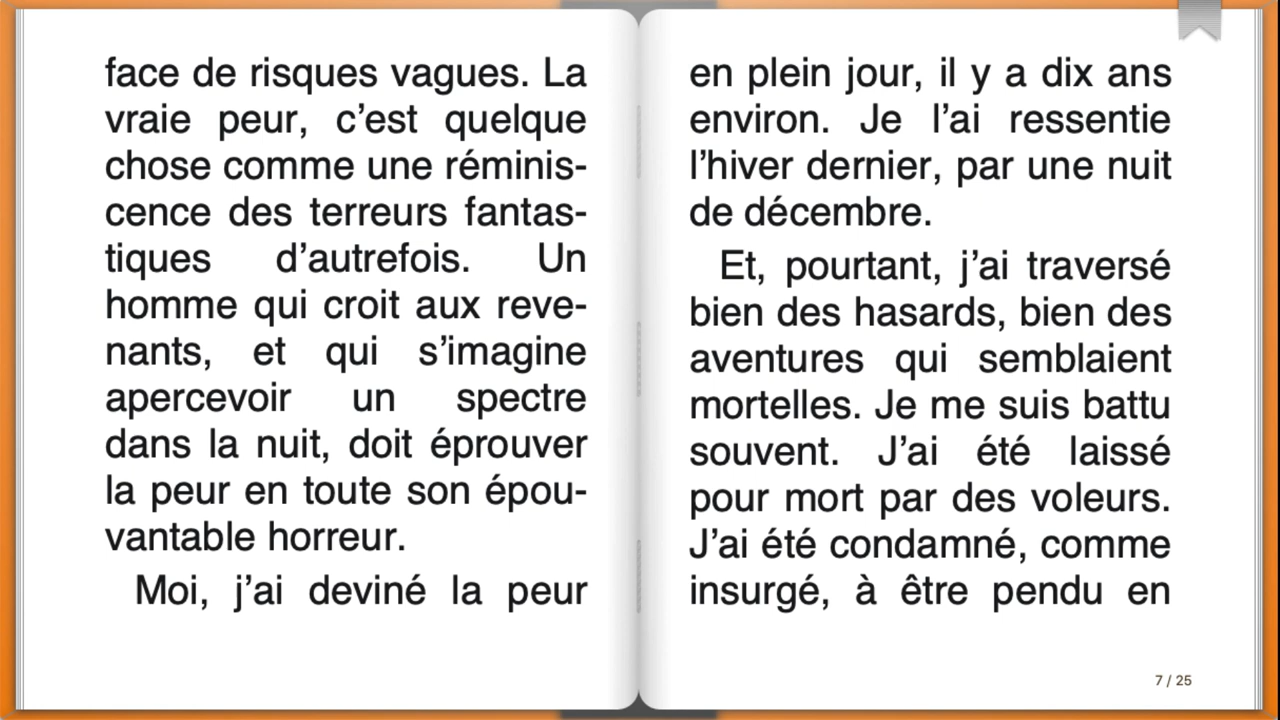 face de risques vagues. La
vraie peur, c’est quelque
chose comme une réminis-
cence des terreurs fantas-
tiques d’autrefois. Un
homme qui croit aux reve-
nants, et qui s’imagine
apercevoir un spectre
dans la nuit, doit éprouver
la peur en toute son épou-
vantable horreur.
Moi, j’ai deviné la peur
en plein jour, il y a dix ans
environ. Je l’ai ressentie
l’hiver dernier, par une nuit
de décembre.
Et, pourtant, j’ai traversé
bien des hasards, bien des
aventures qui semblaient
mortelles. Je me suis battu
souvent. J’ai été laissé
pour mort par des voleurs.
J’ai été condamné, comme
insurgé, à être pendu en
7 / 25